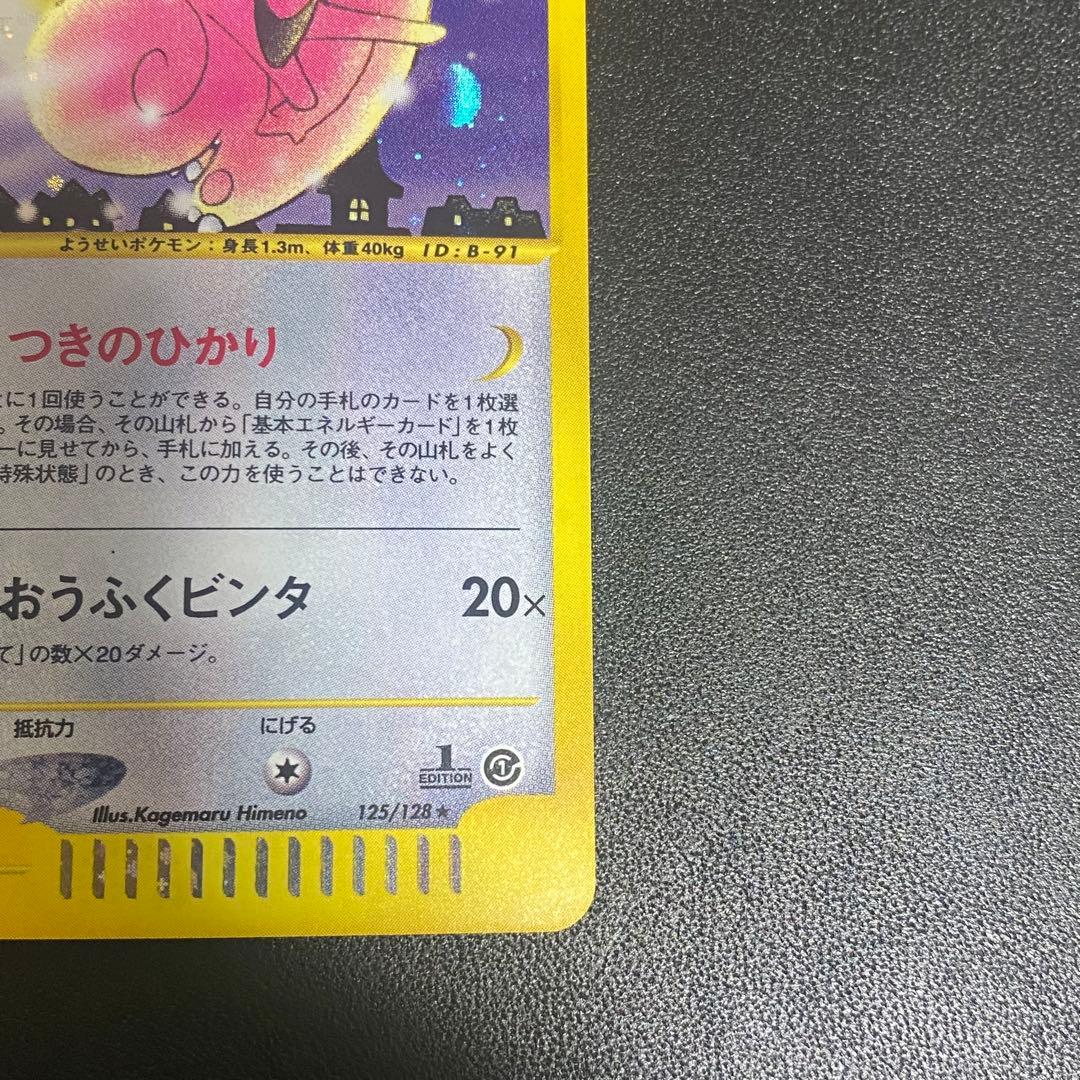 ようせいポケモン：身長1.3m、体重40kg ID:B-91
つきのひかり
に1回使うことができる。自分の手札のカードを1枚選
。その場合、その山札から「基本エネルギーカード」を1枚
ーに見せてから、手札に加える。その後、その山札をよく
特殊状態」のとき、この力を使うことはできない。
おうふくビンタ 20×
て」の数×20ダメージ。
抵抗力 にげる
1 EDITION
Illus.Kagemaru Himeno 125/128★